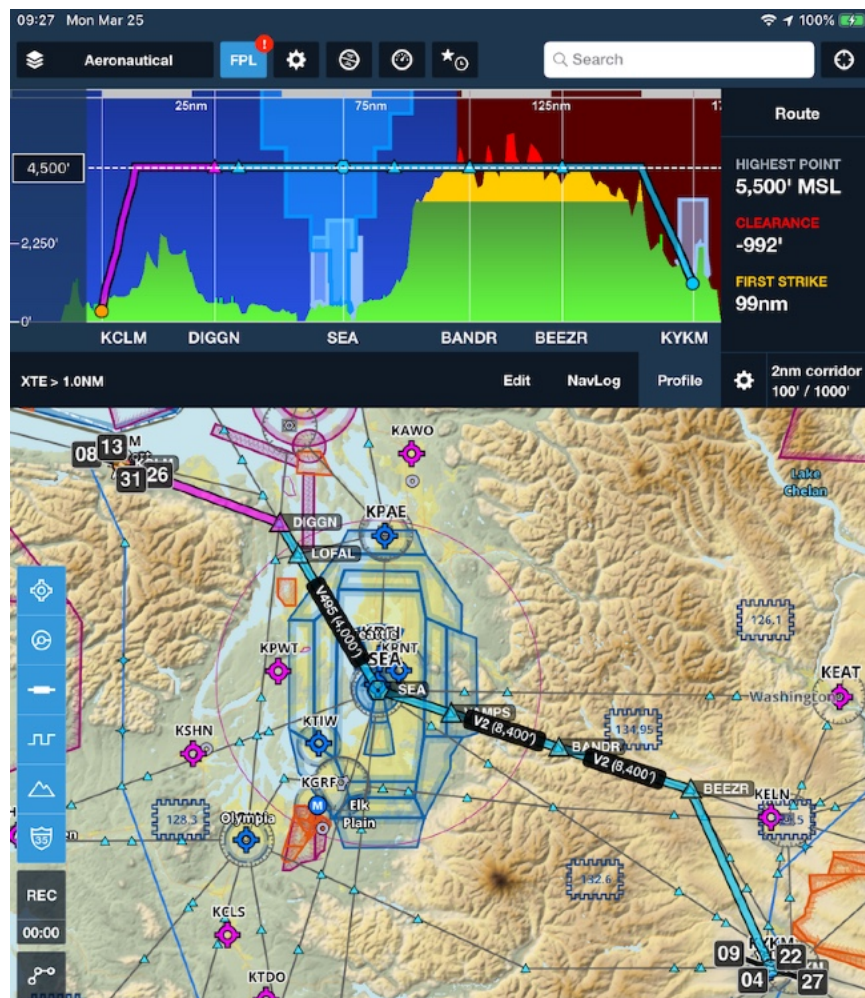 09:27 Mon Mar 25
100%
Aeronautical
FPL
!
Search
25nm
75nm
125nm
Route
4,500'
2,250'
0'
HIGHEST POINT
5,500' MSL
CLEARANCE
-992'
FIRST STRIKE
99nm
KCLM DIGGN SEA BANDR BEEZR KYKM
XTE > 1.0NM
Edit
NavLog
Profile
2nm corridor
100' / 1000'
KAWO
08
13
31
26
Lake
Chelan
KPAE
DIGGN
LOFAL
V495 (4,000')
126.1
KPWT
SEA
SEA
KEAT
Washington
V2 (8,400')
BANDR
134.95
V2 (8,400')
KSHN
KTIW
BEEZR
KGRF
M
Elk
Plain
KELN
128.3
Olympia
35
132.6
REC
00:00
KCLS
KTDO
09
22
04
27